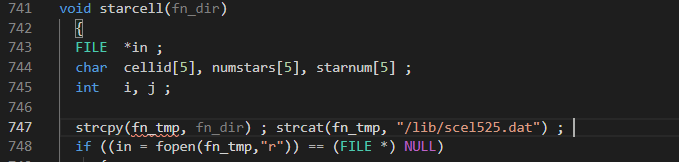 741 void starcell(fn_dir)
742 {
743 FILE *in ;
744 char cellid[5], numstars[5], starnum[5] ;
745 int i, j ;
746
747 strcpy(fn_tmp, fn_dir) ; strcat(fn_tmp, "/lib/scel525.dat") ;
748 if ((in = fopen(fn_tmp,"r")) == (FILE *) NULL)